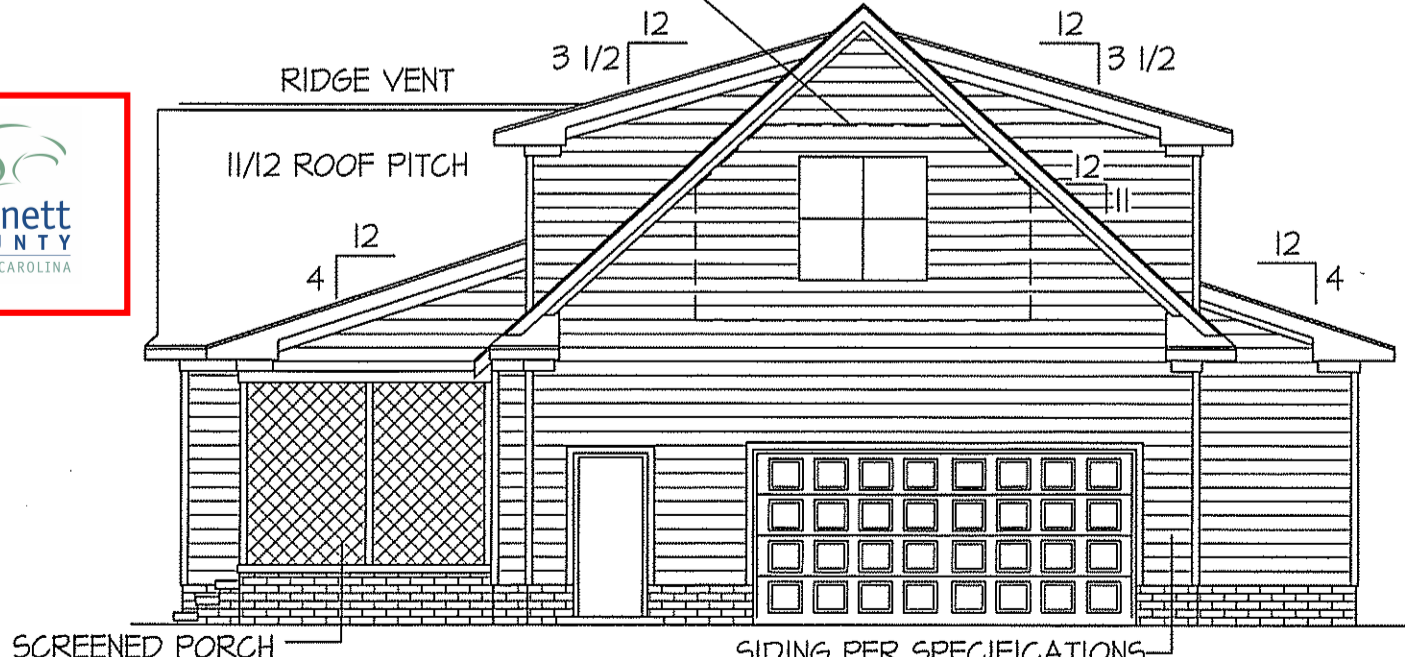 12
3 1/2
12
3 1/2
RIDGE VENT
11/12 ROOF PITCH
nett
UNTY
CAROLINA
12
11
12
4
12
4
SCREENED PORCH
SIDING PER SPECIFICATIONS